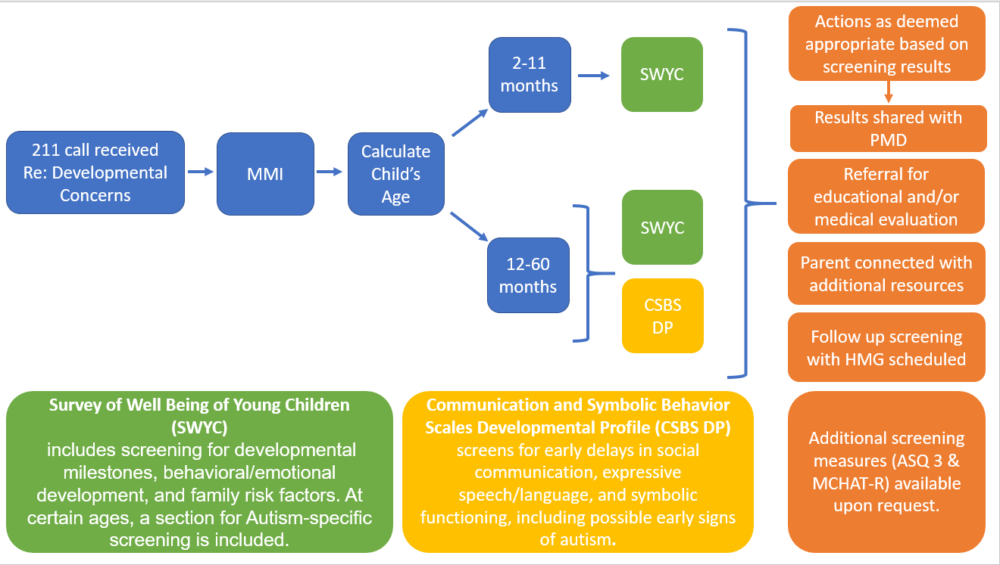 211 call received
Re: Developmental
Concerns
MMI
Calculate
Child's
Age
2-11
months
SWYC
12-60
months
SWYC
CSBS
DP
Actions as deemed
appropriate based on
screening results
Results shared with
PMD
Referral for
educational and/or
medical evaluation
Parent connected with
additional resources
Follow up screening
with HMG scheduled
Survey of Well Being of Young Children
(SWYC)
includes screening for developmental
milestones, behavioral/emotional
development, and family risk factors. At
certain ages, a section for Autism-specific
screening is included.
Communication and Symbolic Behavior
Scales Developmental Profile (CSBS DP)
screens for early delays in social
communication, expressive
speech/language, and symbolic
functioning, including possible early signs
of autism.
Additional screening
measures (ASQ 3 &
MCHAT-R) available
upon request.